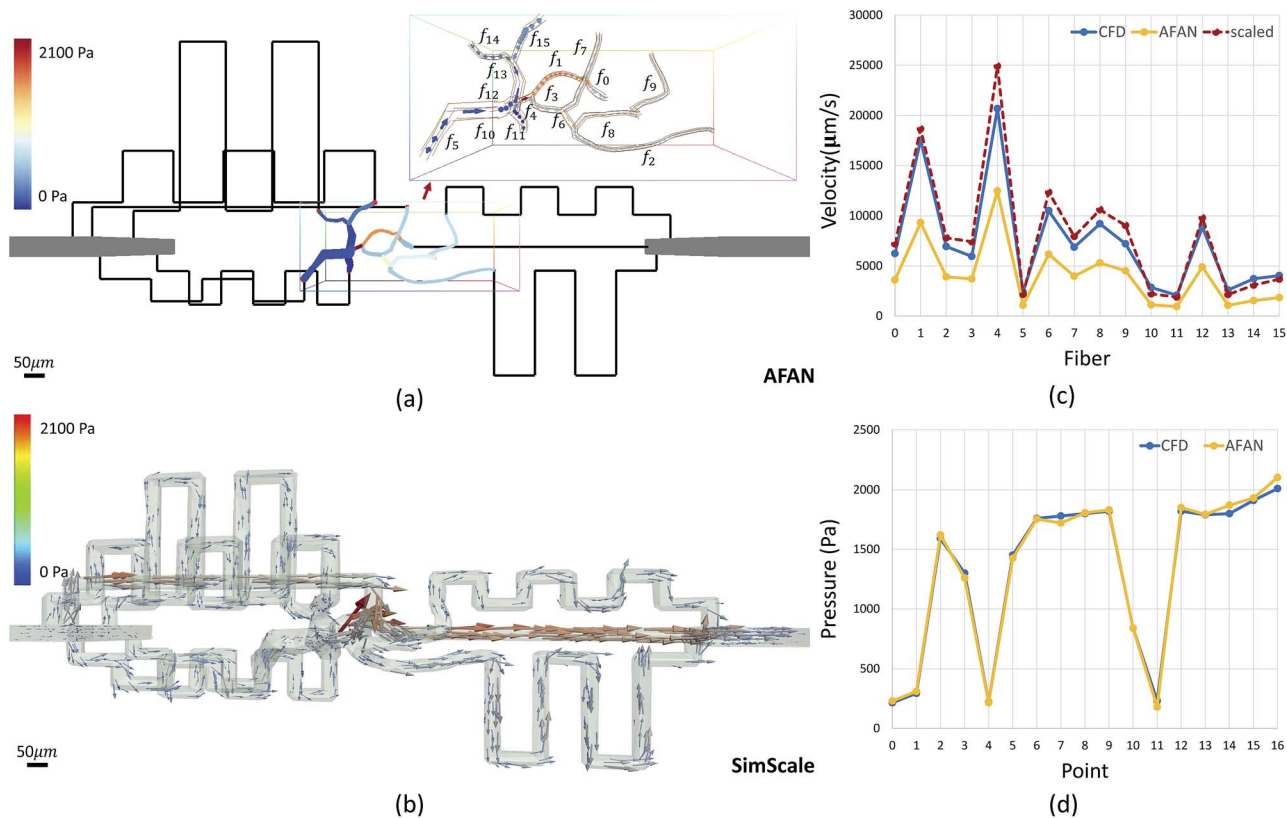 2100 Pa
0 Pa
f14
f15
f7
f13
f1
f0
f9
f12
f3
f10
f4
f11
f6
f8
f5
f2
50μm
AFAN
(a)
2100 Pa
0 Pa
50μm
SimScale
(b)
CFD AFAN scaled
Velocity(μm/s)
30000
25000
20000
15000
10000
5000
0
0 1 2 3 4 5 6 7 8 9 10 11 12 13 14 15
Fiber
(c)
CFD AFAN
Pressure (Pa)
2500
2000
1500
1000
500
0
0 1 2 3 4 5 6 7 8 9 10 11 12 13 14 15 16
Point
(d)